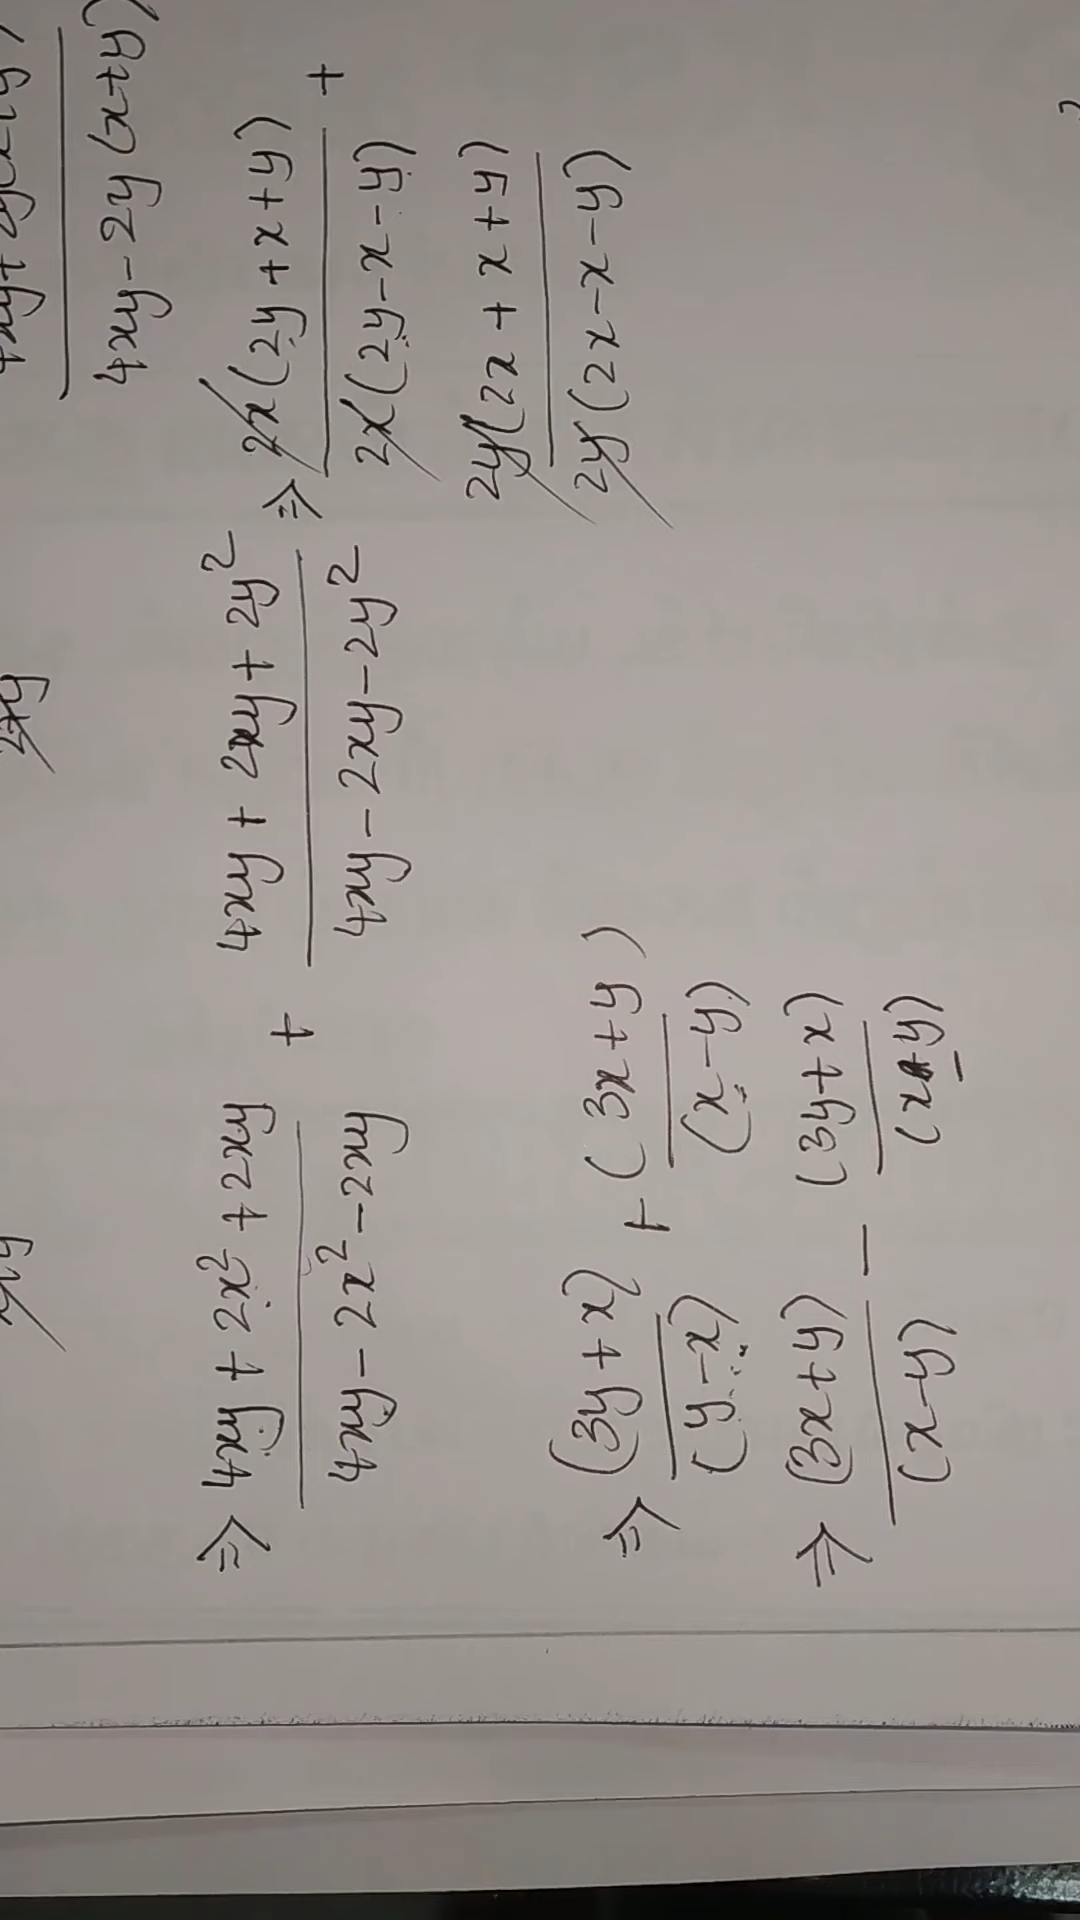 4xy - 2y (x+y)
⇒ 4xy + 2x² + 2xy / 4xy - 2x² - 2xy + 4xy + 2xy + 2y² / 4xy - 2xy - 2y² ⇒ 2x(2y + x + y) / 2x(2y - x - y) +
2y(2x + x + y) / 2y(2x - x - y)
⇒ (3y + x) / (y - x) + (3x + y) / (x - y)
⇒ (3x + y) / (x - y) - (3y + x) / (x - y)